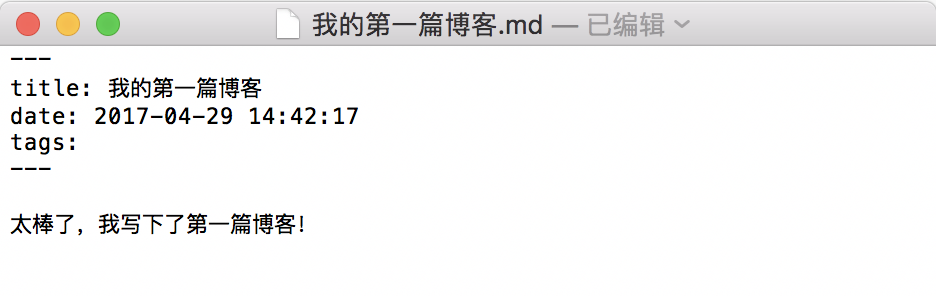 我的第一篇博客.md — 已编辑
---
title: 我的第一篇博客
date: 2017-04-29 14:42:17
tags:
---
太棒了，我写下了第一篇博客！